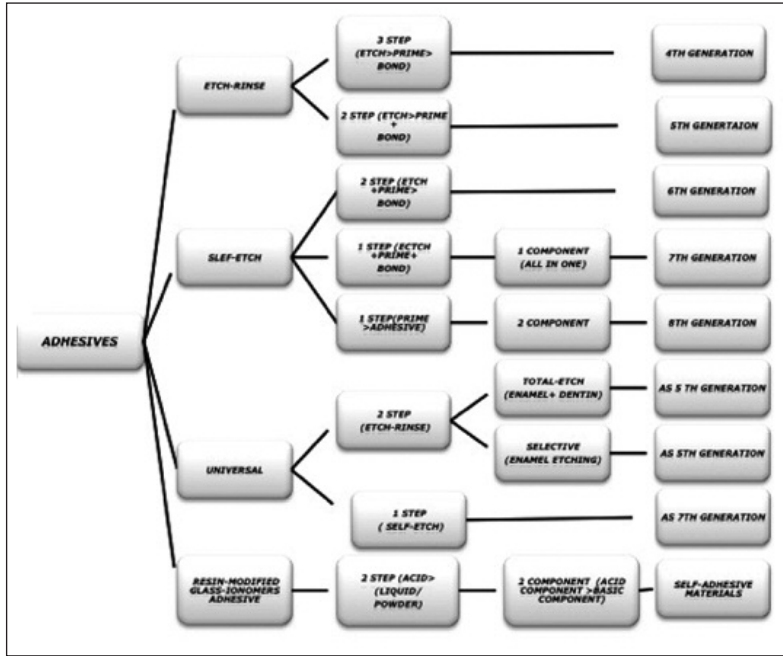 3 STEP
(ETCH>PRIME>
BOND)
4TH GENERATION
ETCH-RINSE
2 STEP (ETCH>PRIME
+
BOND)
5TH GENERTAION
2 STEP (ETCH
+PRIME>
BOND)
6TH GENERATION
SLEF-ETCH
1 STEP (ECTCH
+PRIME+
BOND)
1 COMPONENT
(ALL IN ONE)
7TH GENERATION
1 STEP(PRIME
>ADHESIVE)
2 COMPONENT
8TH GENERATION
ADHESIVES
TOTAL-ETCH
(ENAMEL+ DENTIN)
AS 5 TH GENERATION
2 STEP
(ETCH-RINSE)
SELECTIVE
(ENAMEL ETCHING)
AS 5TH GENERATION
UNIVERSAL
1 STEP
( SELF-ETCH)
AS 7TH GENERATION
RESIN-MODIFIED
GLASS-IONOMERS
ADHESIVE
2 STEP (ACID>
(LIQUID/
POWDER)
2 COMPONENT (ACID
COMPONENT >BASIC
COMPONENT)
SELF-ADHESIVE
MATERIALS